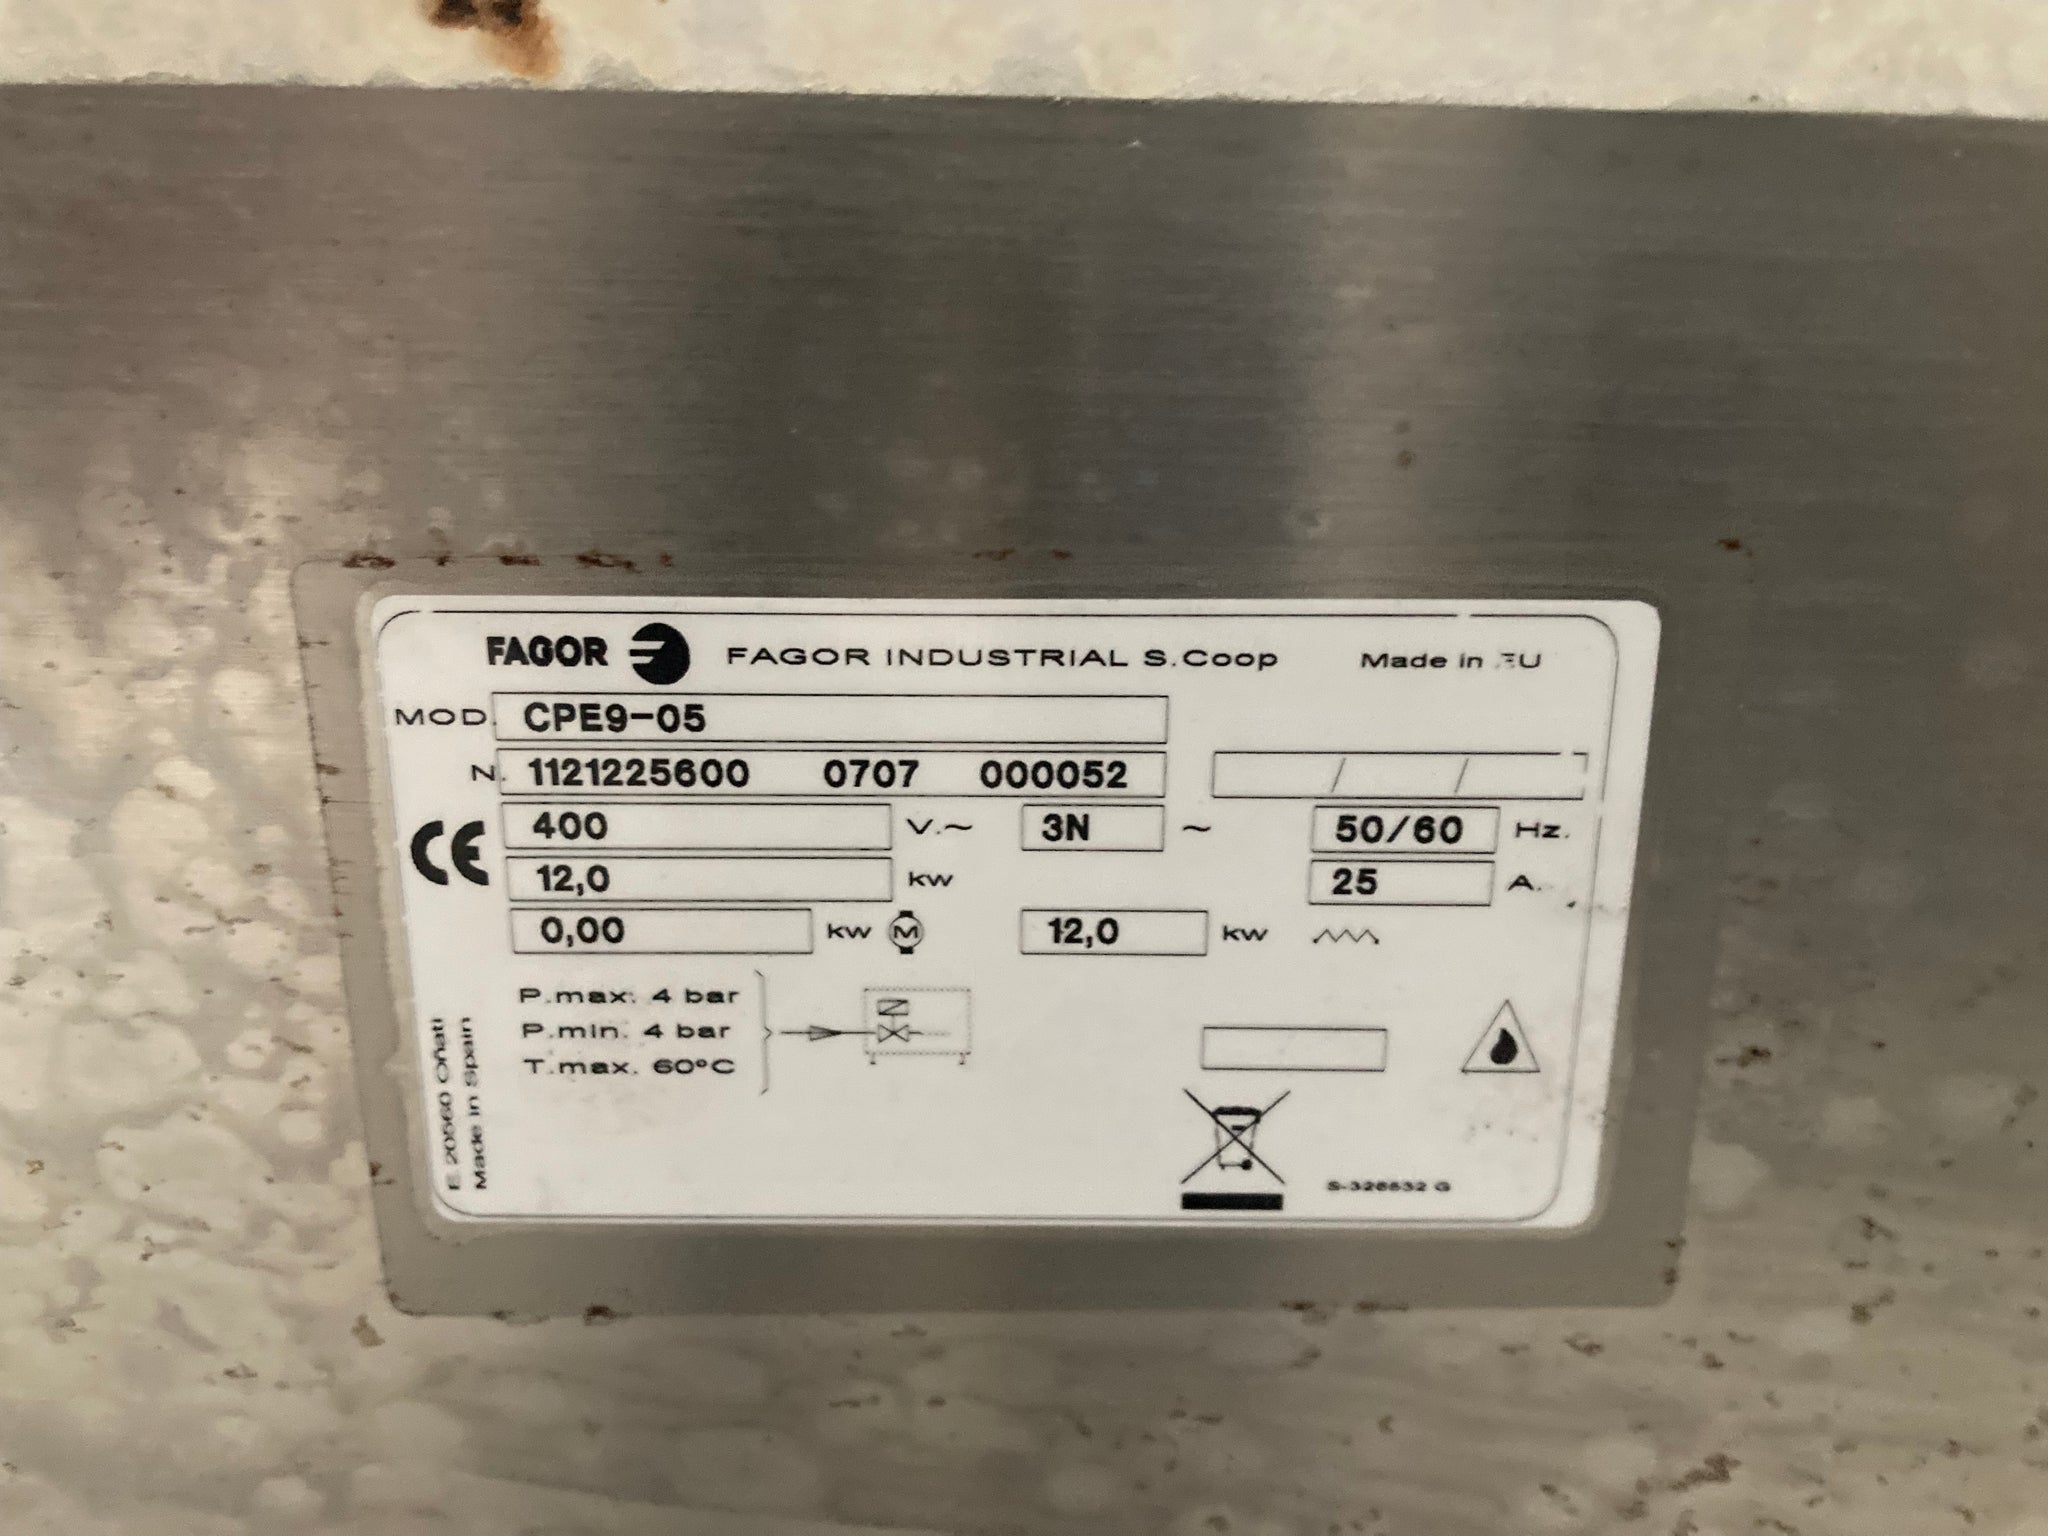 FAGOR FAGOR INDUSTRIAL S.Coop Made in EU
MOD. CPE9-05
N. 1121225600 0707 000052 / /
CE 400 V.~ 3N ~ 50/60 Hz.
12,0 kW 25 A.
0,00 kW M 12,0 kW
P.max. 4 bar
P.min. 4 bar
T.max. 60ºC
E 20560 Oñati
Made in Spain